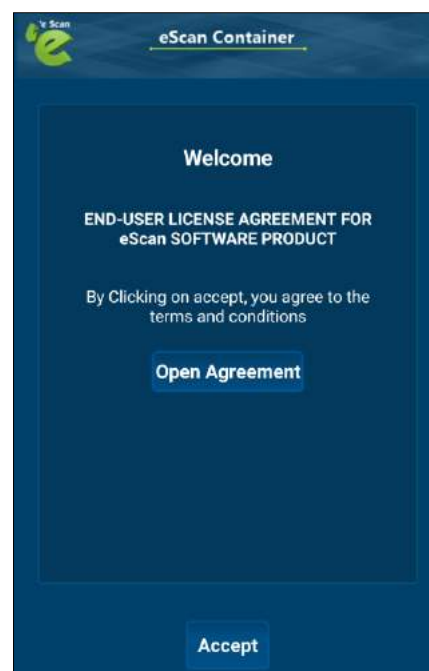 e Scan
eScan Container
Welcome
END-USER LICENSE AGREEMENT FOR
eScan SOFTWARE PRODUCT
By Clicking on accept, you agree to the
terms and conditions
Open Agreement
Accept